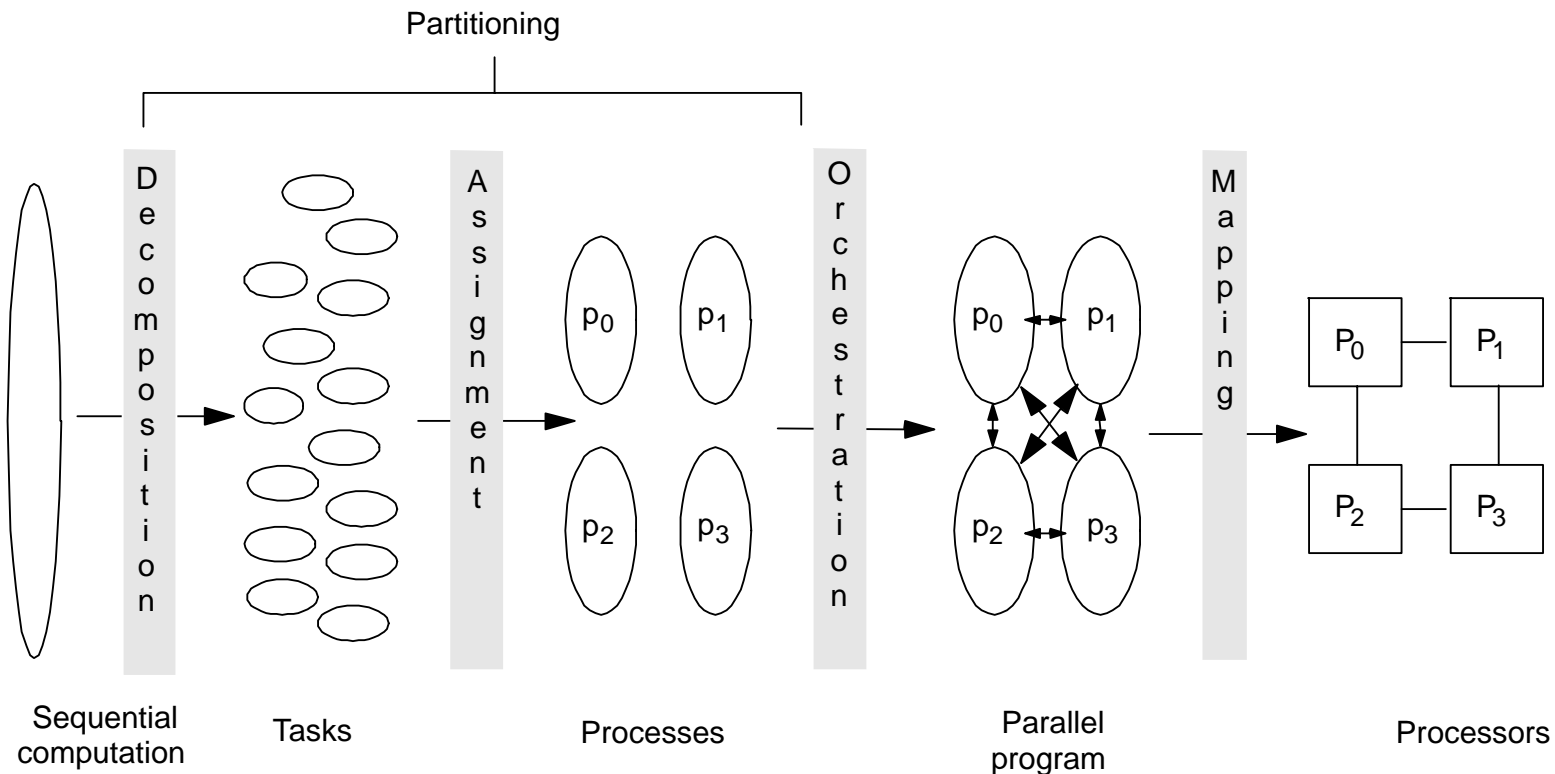 Partitioning
Decomposition
Assignment
Orchestration
Mapping
p0
p1
p2
p3
p0
p1
p2
p3
P0
P1
P2
P3
Sequential
computation
Tasks
Processes
Parallel
program
Processors